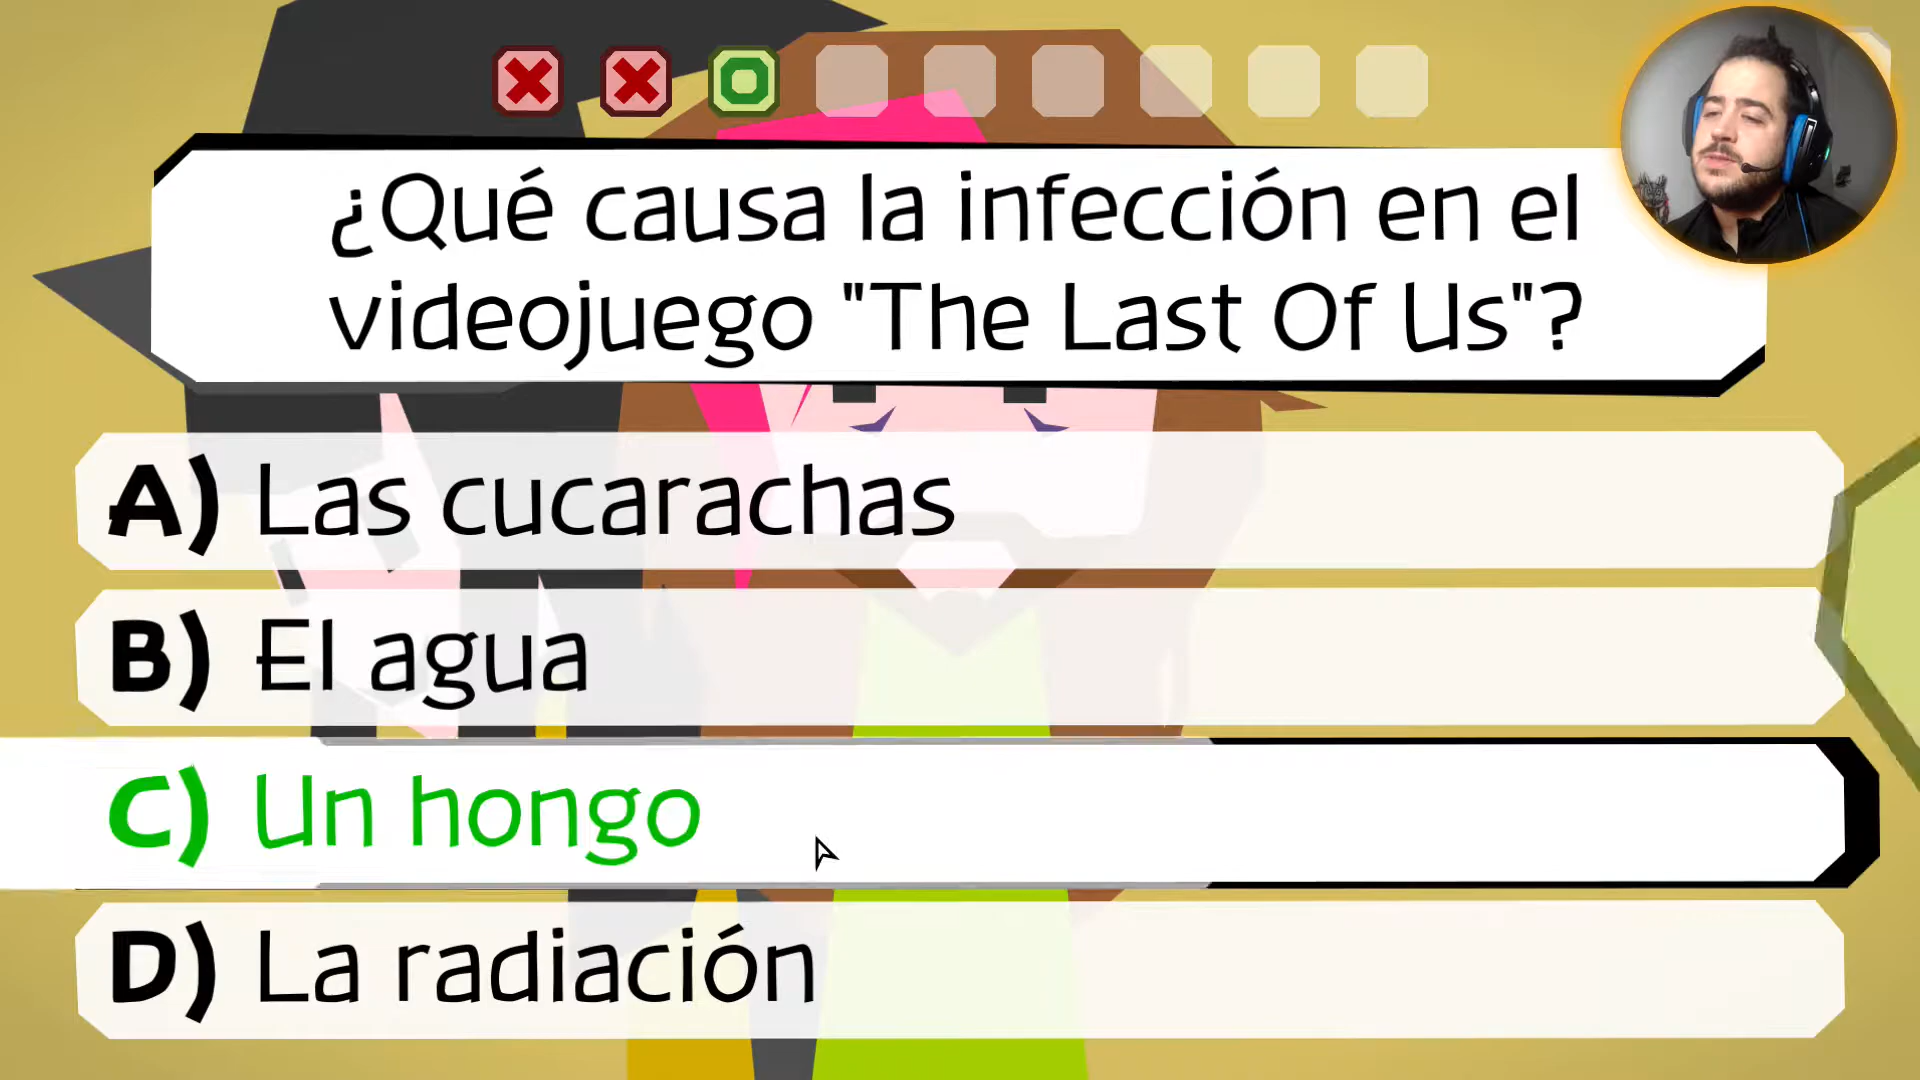 ¿Qué causa la infección en el
videojuego "The Last Of Us"?
A) Las cucarachas
B) El agua
C) Un hongo
D) La radiación